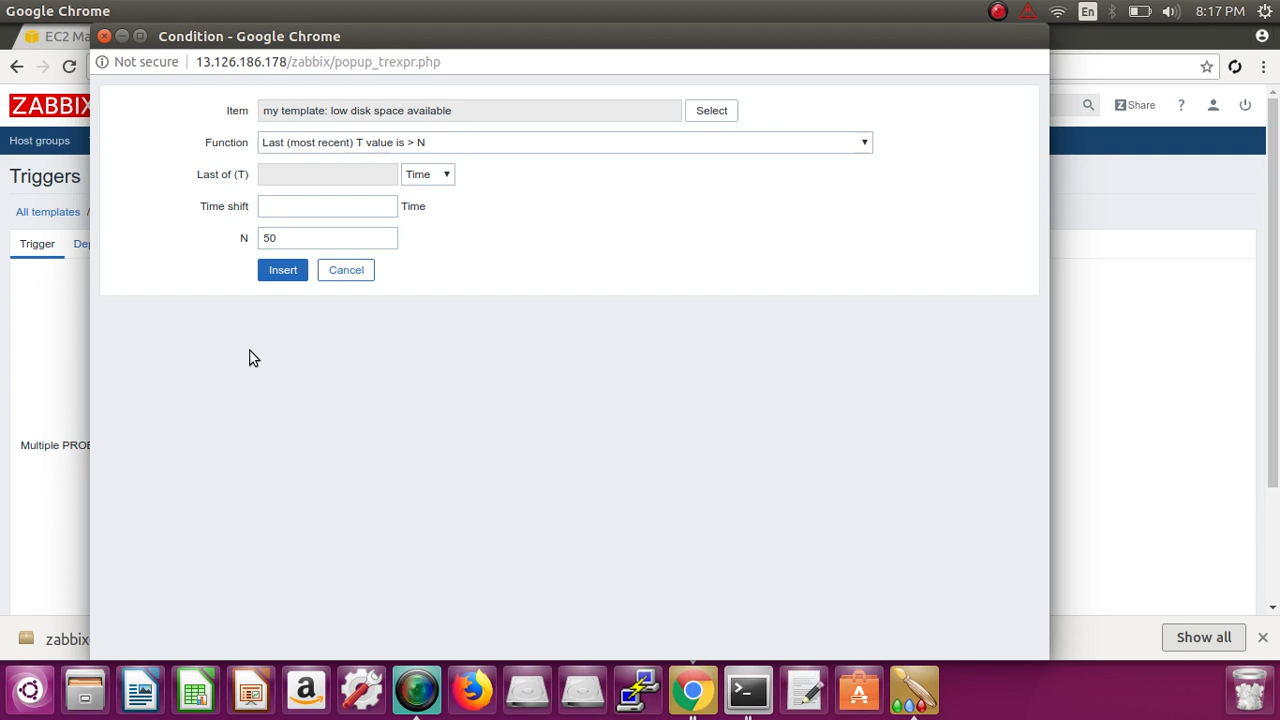 Google Chrome
En
8:17 PM
EC2 Ma
Condition - Google Chrome
Not secure 13.126.186.178/zabbix/popup_trexpr.php
ZABBIX
Share
?
Host groups
Triggers
All templates /
Trigger
Dep
Item
my template: low disk space available
Select
Function
Last (most recent) T value is > N
Last of (T)
Time
Time shift
Time
N
50
Insert
Cancel
Multiple PROB
zabbix
Show all